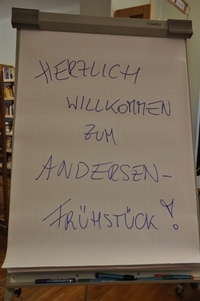 HERZLICH
WILLKOMMEN
ZUM
ANDERSEN-
FRÜHSTÜCK!